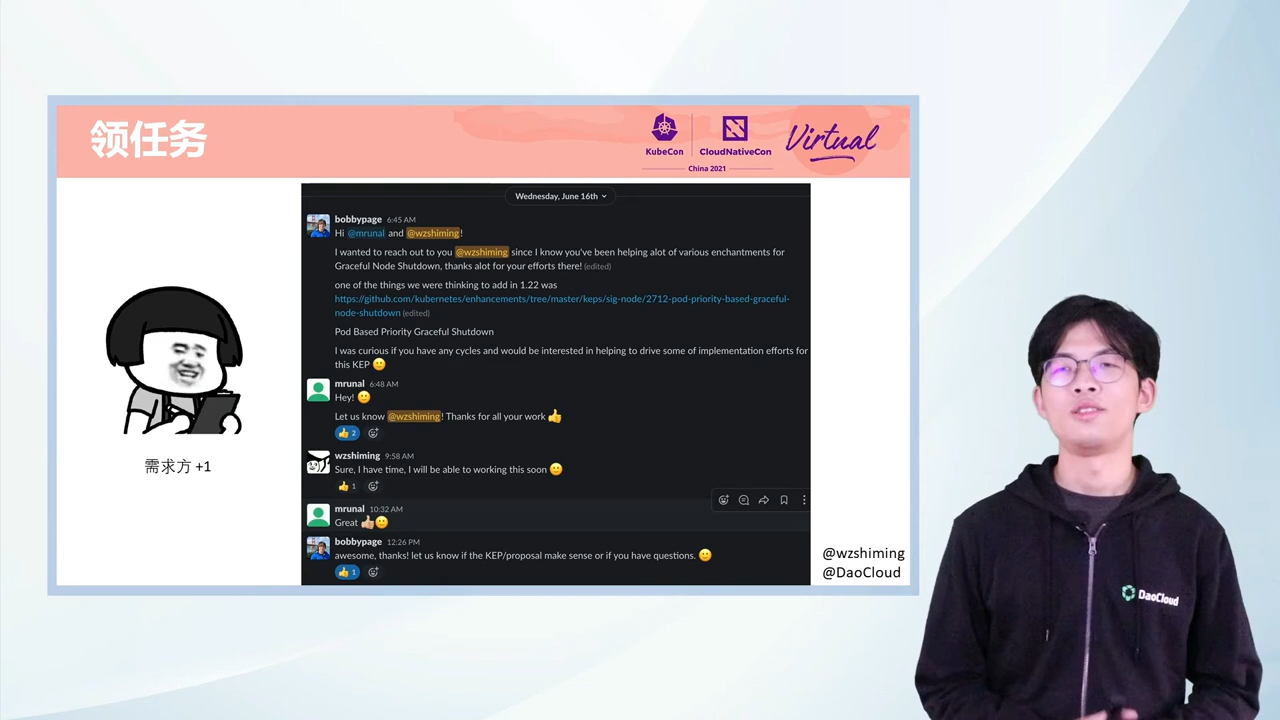 领任务
KubeCon
CloudNativeCon
Virtual
China 2021
Wednesday, June 16th
bobbypage 6:45 AM
Hi @mrunal and @wzshiming!
I wanted to reach out to you @wzshiming since I know you've been helping alot of various enchantments for
Graceful Node Shutdown, thanks alot for your efforts there! (edited)
one of the things we were thinking to add in 1.22 was
https://github.com/kubernetes/enhancements/tree/master/keps/sig-node/2712-pod-priority-based-graceful-
node-shutdown (edited)
Pod Based Priority Graceful Shutdown
I was curious if you have any cycles and would be interested in helping to drive some of implementation efforts for
this KEP 🙂
mrunal 6:48 AM
Hey! 🙂
Let us know @wzshiming! Thanks for all your work 👍
👍 2
wzshiming 9:58 AM
Sure, I have time, I will be able to working this soon 🙂
👍 1
mrunal 10:32 AM
Great 👍🏼🙂
bobbypage 12:26 PM
awesome, thanks! let us know if the KEP/proposal make sense or if you have questions. 🙂
👍 1
需求方 +1
@wzshiming
@DaoCloud
DaoCloud